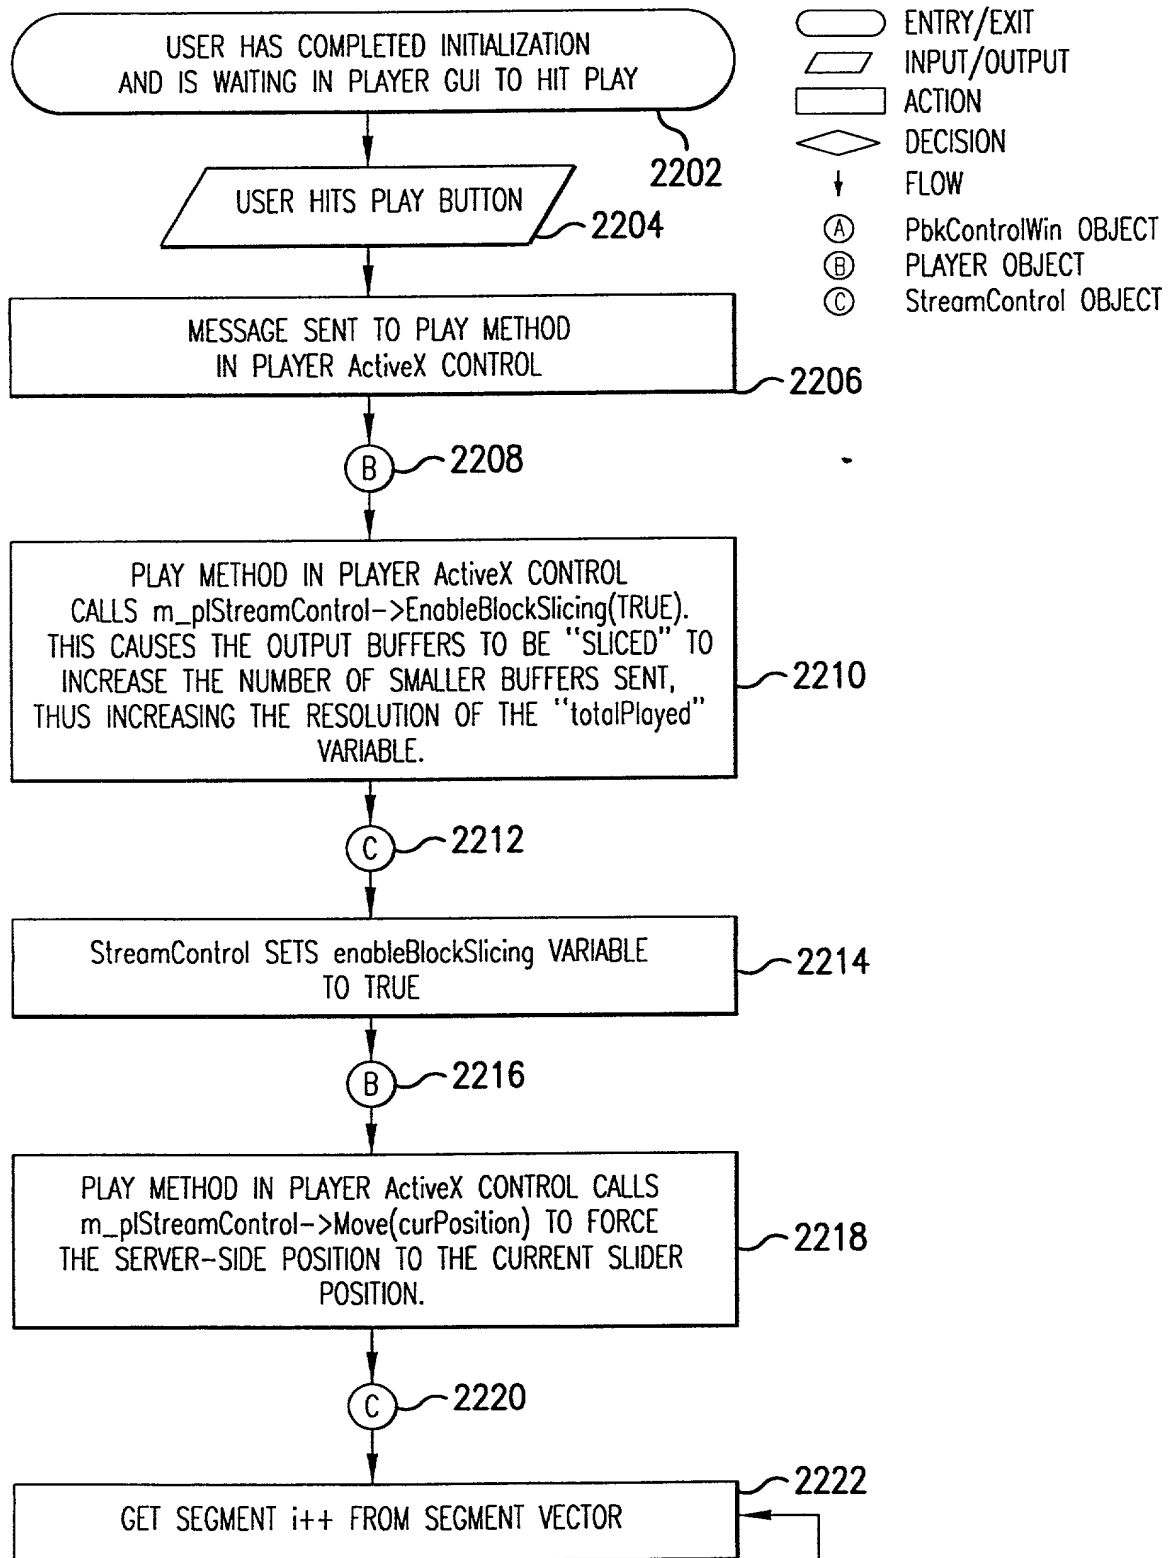 USER HAS COMPLETED INITIALIZATION
AND IS WAITING IN PLAYER GUI TO HIT PLAY
2202
USER HITS PLAY BUTTON
2204
MESSAGE SENT TO PLAY METHOD
IN PLAYER ActiveX CONTROL
2206
B
2208
PLAY METHOD IN PLAYER ActiveX CONTROL
CALLS m_plStreamControl->EnableBlockSlicing(TRUE).
THIS CAUSES THE OUTPUT BUFFERS TO BE "SLICED" TO
INCREASE THE NUMBER OF SMALLER BUFFERS SENT,
THUS INCREASING THE RESOLUTION OF THE "totalPlayed"
VARIABLE.
2210
C
2212
StreamControl SETS enableBlockSlicing VARIABLE
TO TRUE
2214
B
2216
PLAY METHOD IN PLAYER ActiveX CONTROL CALLS
m_plStreamControl->Move(curPosition) TO FORCE
THE SERVER-SIDE POSITION TO THE CURRENT SLIDER
POSITION.
2218
C
2220
GET SEGMENT i++ FROM SEGMENT VECTOR
2222
ENTRY/EXIT
INPUT/OUTPUT
ACTION
DECISION
FLOW
A PbkControlWin OBJECT
B PLAYER OBJECT
C StreamControl OBJECT